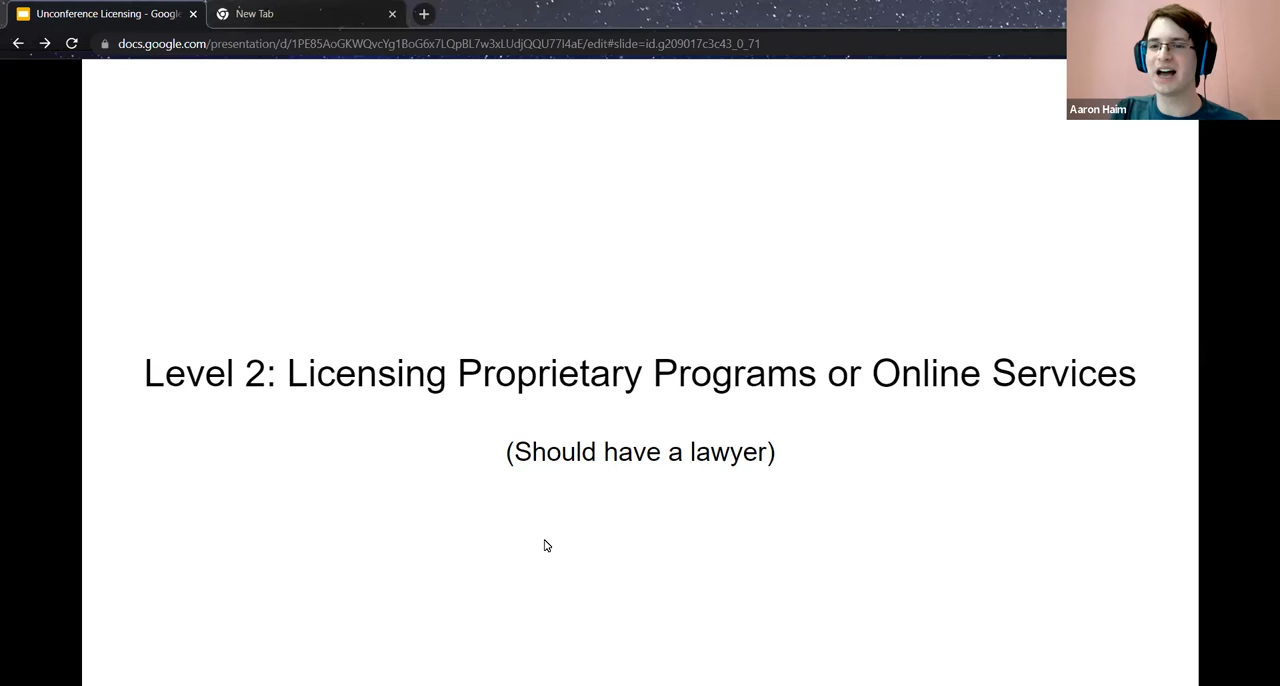 Unconference Licensing - Google
New Tab
docs.google.com/presentation/d/1PE85AoGKWQvcYg1BoG6x7LQpBL7w3xLUdjQQU77I4aE/edit#slide=id.g209017c3c43_0_71
Aaron Haim
Level 2: Licensing Proprietary Programs or Online Services
(Should have a lawyer)